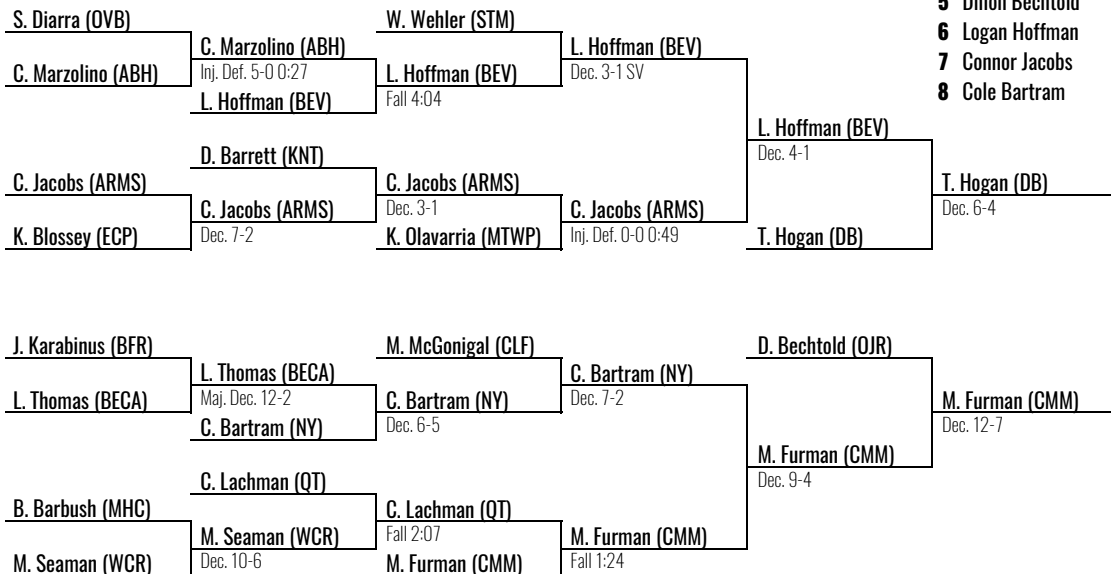 S. Diarra (OVB)
C. Marzolino (ABH)
C. Marzolino (ABH)
Inj. Def. 5-0 0:27
L. Hoffman (BEV)
W. Wehler (STM)
L. Hoffman (BEV)
Fall 4:04
L. Hoffman (BEV)
Dec. 3-1 SV
D. Barrett (KNT)
C. Jacobs (ARMS)
K. Blossey (ECP)
C. Jacobs (ARMS)
Dec. 7-2
C. Jacobs (ARMS)
Dec. 3-1
K. Olavarria (MTWP)
C. Jacobs (ARMS)
Inj. Def. 0-0 0:49
L. Hoffman (BEV)
Dec. 4-1
T. Hogan (DB)
T. Hogan (DB)
Dec. 6-4
5 Dillon Bechtold
6 Logan Hoffman
7 Connor Jacobs
8 Cole Bartram
J. Karabinus (BFR)
L. Thomas (BECA)
L. Thomas (BECA)
Maj. Dec. 12-2
C. Bartram (NY)
M. McGonigal (CLF)
C. Bartram (NY)
Dec. 6-5
C. Bartram (NY)
Dec. 7-2
C. Lachman (QT)
B. Barbush (MHC)
M. Seaman (WCR)
M. Seaman (WCR)
Dec. 10-6
C. Lachman (QT)
Fall 2:07
M. Furman (CMM)
M. Furman (CMM)
Fall 1:24
D. Bechtold (OJR)
M. Furman (CMM)
Dec. 9-4
M. Furman (CMM)
Dec. 12-7